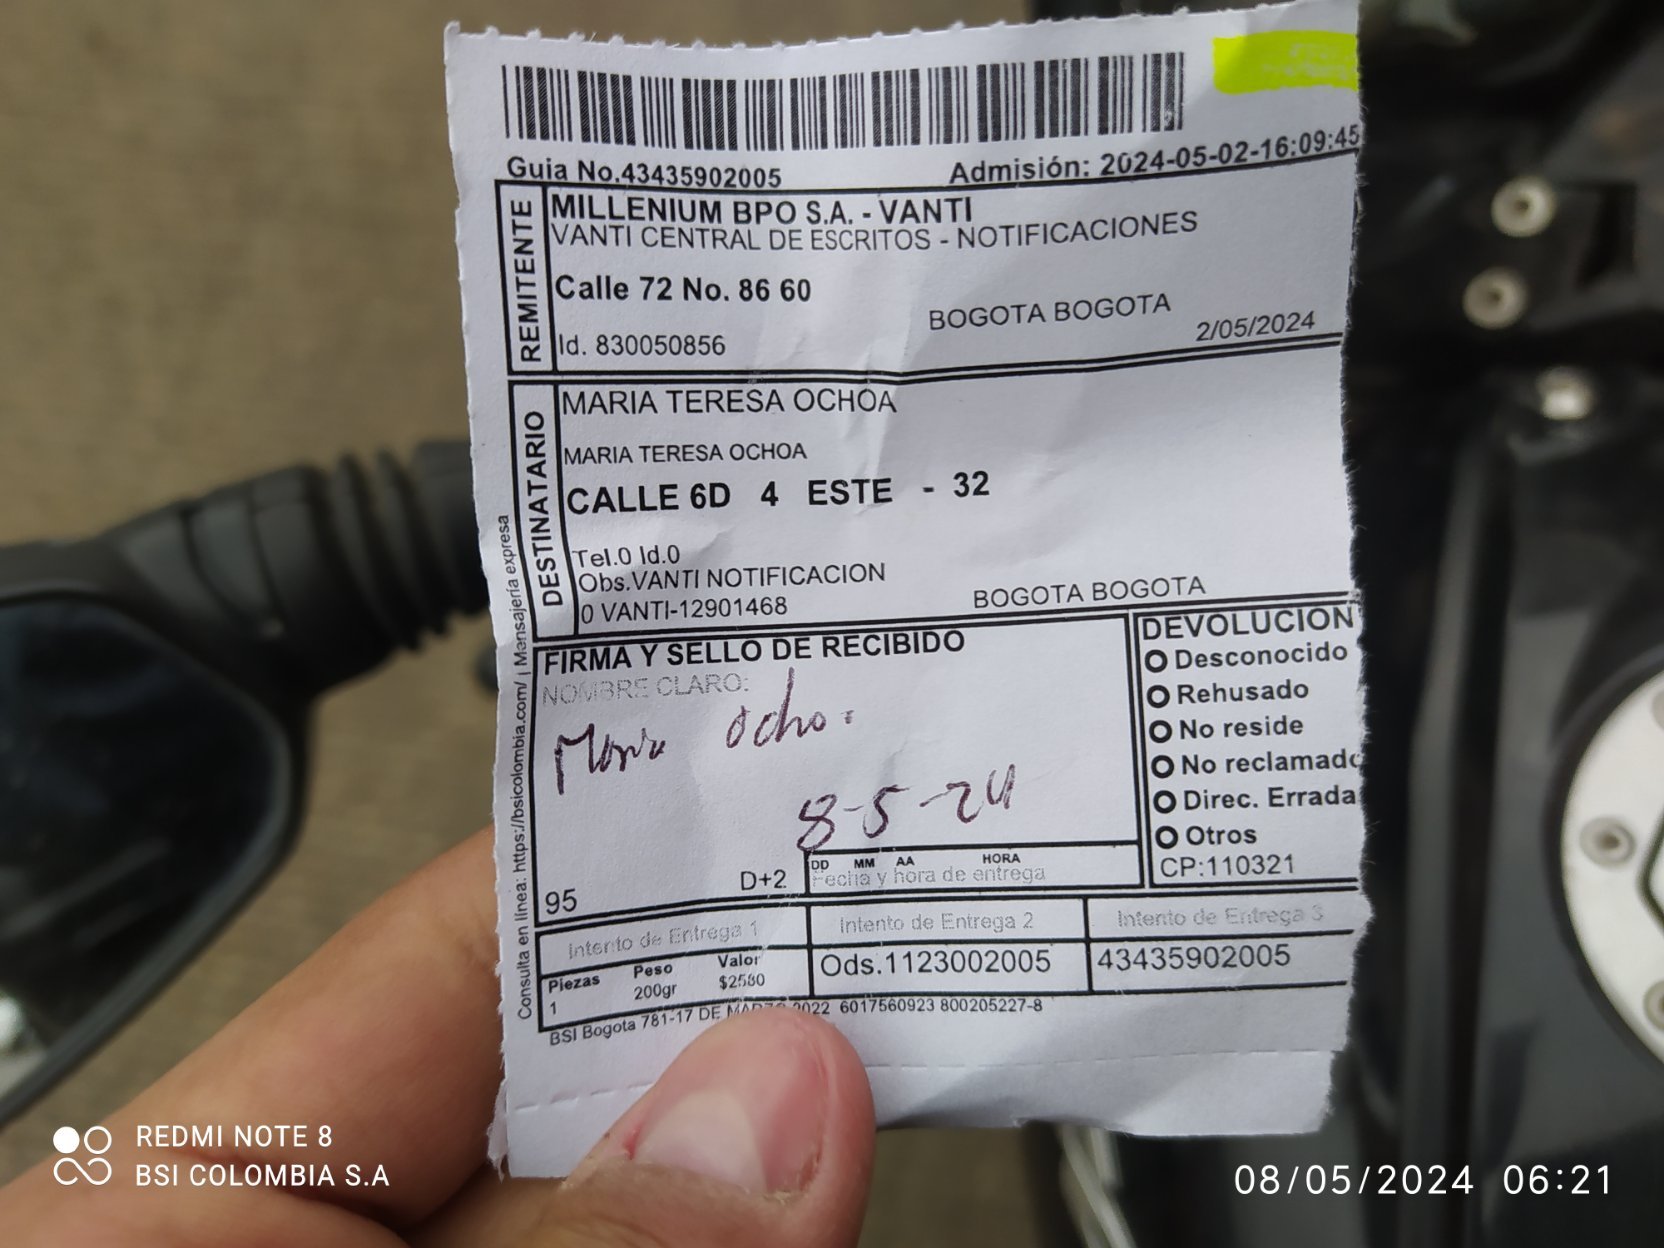 Guia No.43435902005
Admisión: 2024-05-02-16:09:45
REMITENTE
MILLENIUM BPO S.A. - VANTI
VANTI CENTRAL DE ESCRITOS - NOTIFICACIONES
Calle 72 No. 86 60
BOGOTA BOGOTA
Id. 830050856
2/05/2024
DESTINATARIO
MARIA TERESA OCHOA
MARIA TERESA OCHOA
CALLE 6D 4 ESTE - 32
Tel.0 Id.0
Obs.VANTI NOTIFICACION
0 VANTI-12901468
BOGOTA BOGOTA
Consulta en línea: https://bsicolombia.com/ | Mensajería expresa
FIRMA Y SELLO DE RECIBIDO
NOMBRE CLARO:
Maria Ocho.
8-5-24
95
D+2
DD MM AA HORA
Fecha y hora de entrega
DEVOLUCION
Desconocido
Rehusado
No reside
No reclamado
Direc. Errada
Otros
CP:110321
Intento de Entrega 1
Intento de Entrega 2
Intento de Entrega 3
Piezas Peso Valor
1 200gr $2580
Ods.1123002005
43435902005
BSI Bogota 781-17 DE MARZO 2022 6017560923 800205227-8
REDMI NOTE 8
BSI COLOMBIA S.A
08/05/2024 06:21